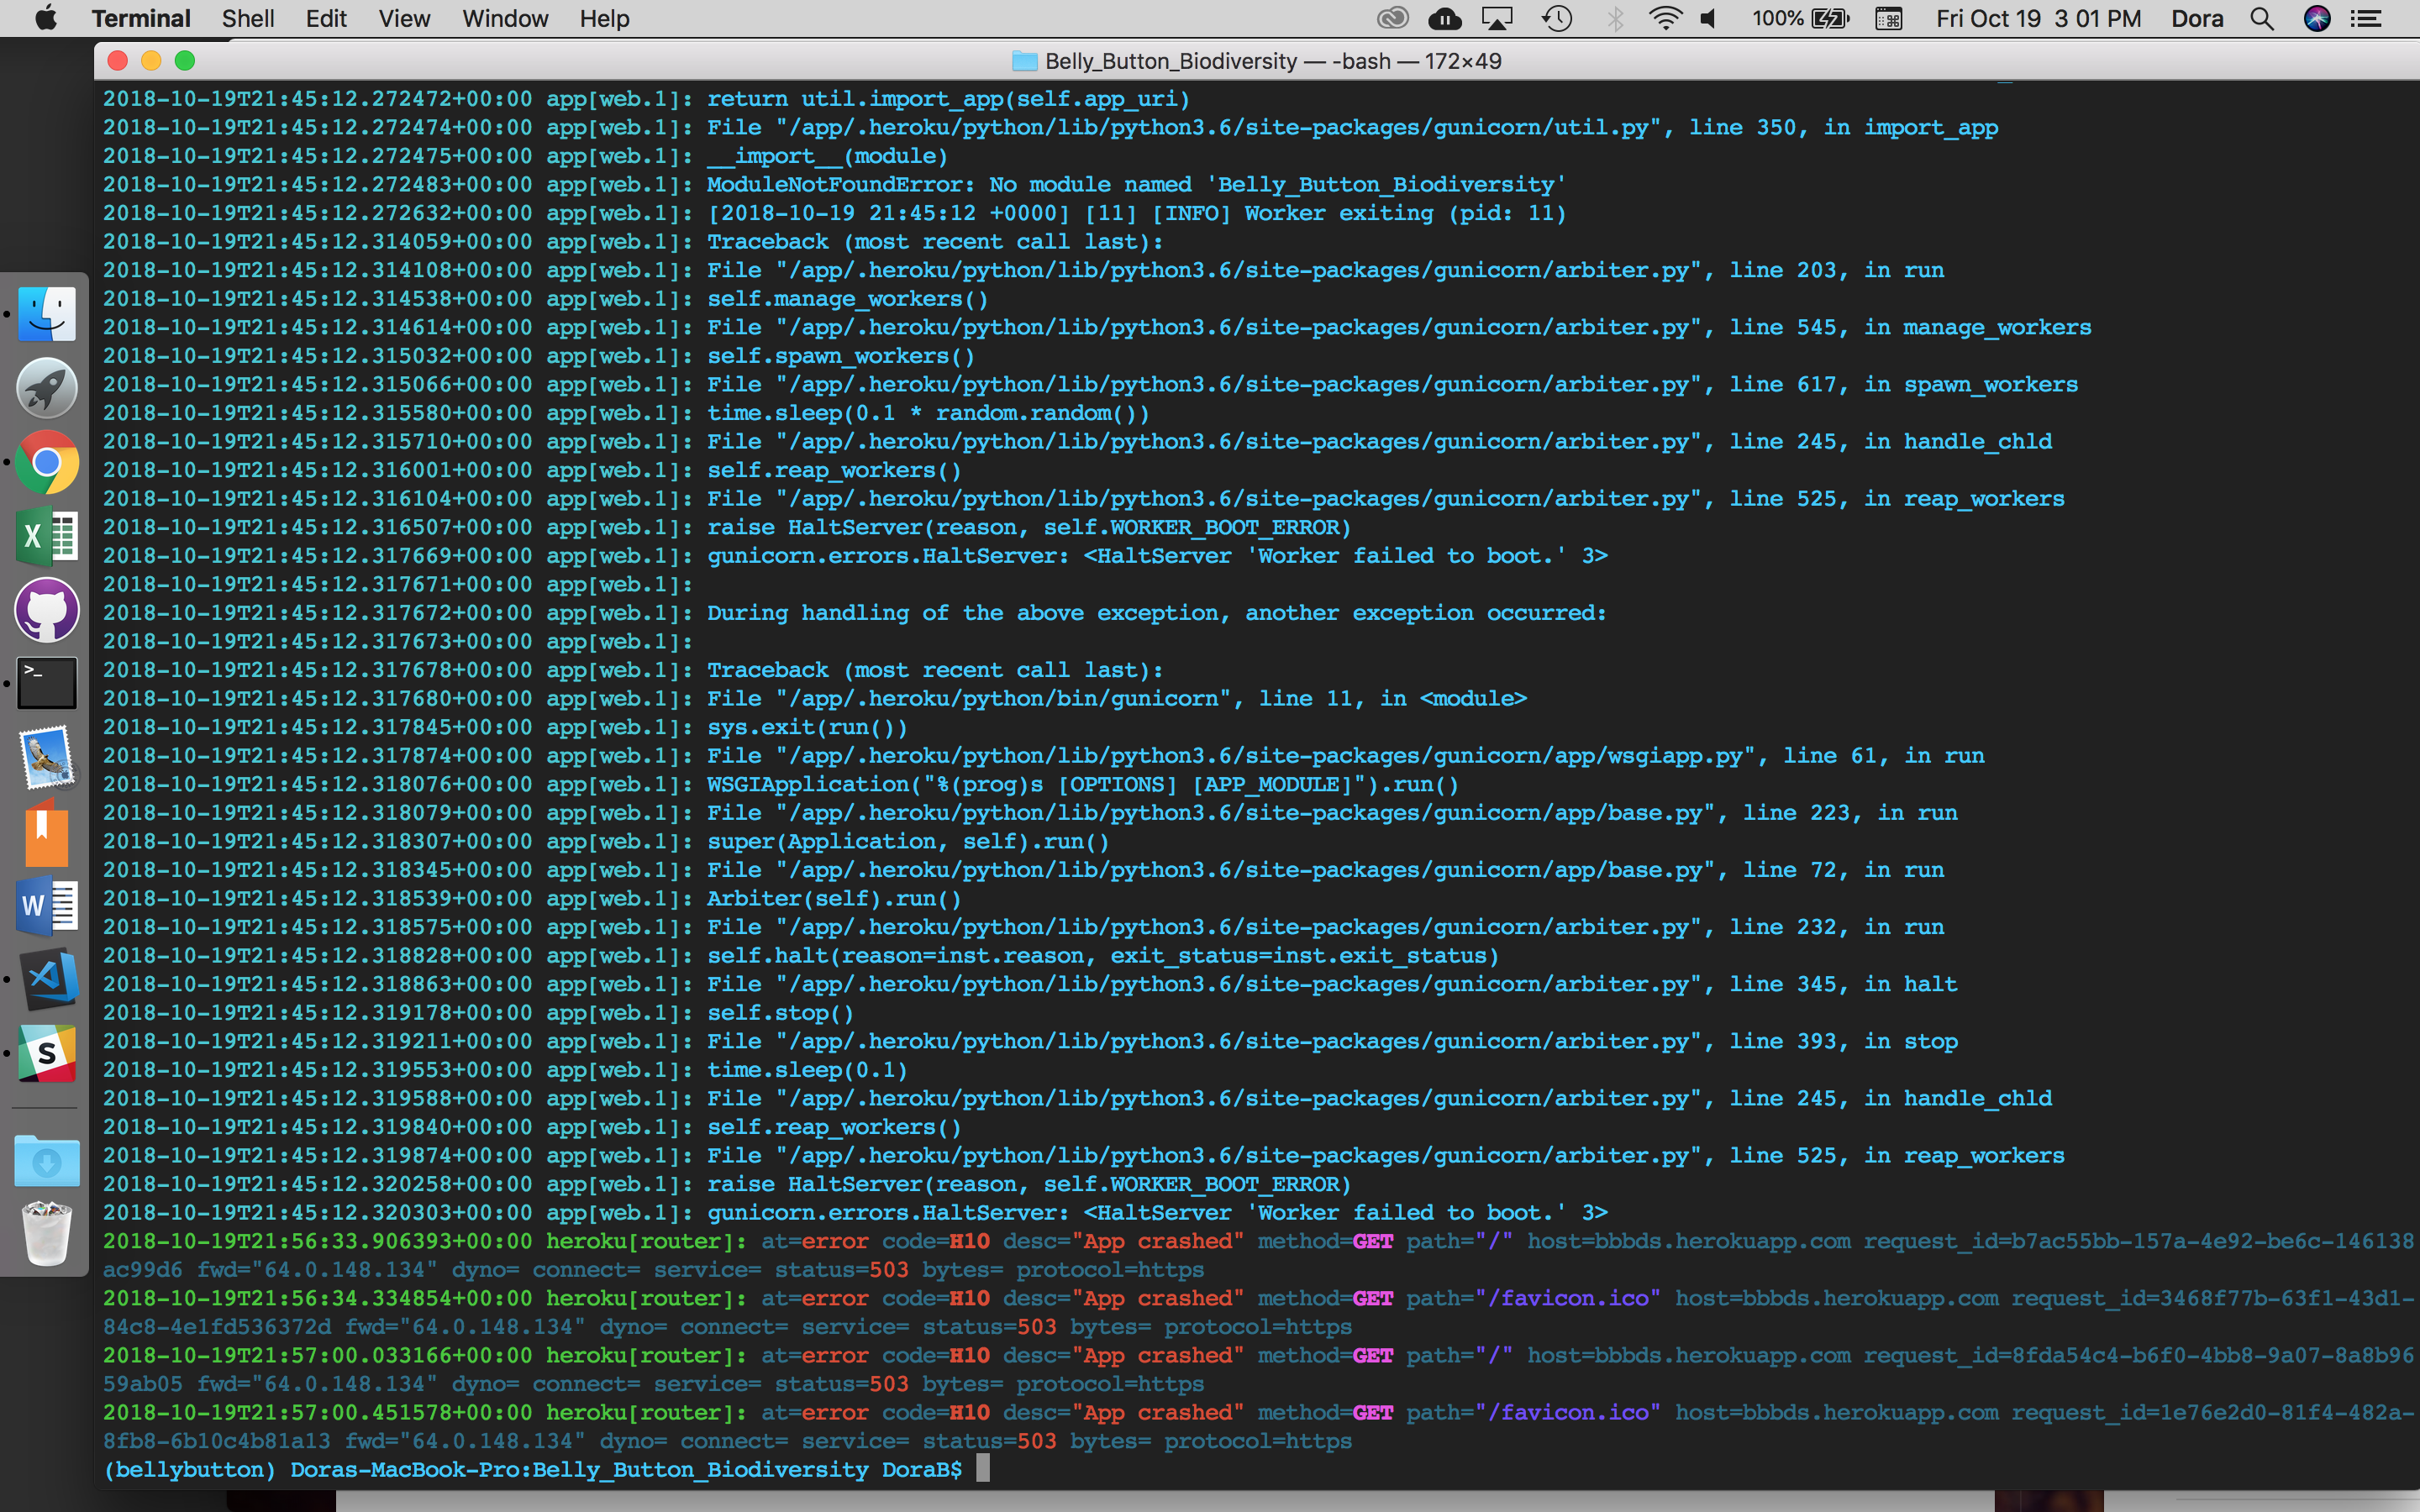 Terminal Shell Edit View Window Help 100% Fri Oct 19 3 01 PM Dora
Belly_Button_Biodiversity — -bash — 172×49
2018-10-19T21:45:12.272472+00:00 app[web.1]: return util.import_app(self.app_uri)
2018-10-19T21:45:12.272474+00:00 app[web.1]: File "/app/.heroku/python/lib/python3.6/site-packages/gunicorn/util.py", line 350, in import_app
2018-10-19T21:45:12.272475+00:00 app[web.1]: __import__(module)
2018-10-19T21:45:12.272483+00:00 app[web.1]: ModuleNotFoundError: No module named 'Belly_Button_Biodiversity'
2018-10-19T21:45:12.272632+00:00 app[web.1]: [2018-10-19 21:45:12 +0000] [11] [INFO] Worker exiting (pid: 11)
2018-10-19T21:45:12.314059+00:00 app[web.1]: Traceback (most recent call last):
2018-10-19T21:45:12.314108+00:00 app[web.1]: File "/app/.heroku/python/lib/python3.6/site-packages/gunicorn/arbiter.py", line 203, in run
2018-10-19T21:45:12.314538+00:00 app[web.1]: self.manage_workers()
2018-10-19T21:45:12.314614+00:00 app[web.1]: File "/app/.heroku/python/lib/python3.6/site-packages/gunicorn/arbiter.py", line 545, in manage_workers
2018-10-19T21:45:12.315032+00:00 app[web.1]: self.spawn_workers()
2018-10-19T21:45:12.315066+00:00 app[web.1]: File "/app/.heroku/python/lib/python3.6/site-packages/gunicorn/arbiter.py", line 617, in spawn_workers
2018-10-19T21:45:12.315580+00:00 app[web.1]: time.sleep(0.1 * random.random())
2018-10-19T21:45:12.315710+00:00 app[web.1]: File "/app/.heroku/python/lib/python3.6/site-packages/gunicorn/arbiter.py", line 245, in handle_chld
2018-10-19T21:45:12.316001+00:00 app[web.1]: self.reap_workers()
2018-10-19T21:45:12.316104+00:00 app[web.1]: File "/app/.heroku/python/lib/python3.6/site-packages/gunicorn/arbiter.py", line 525, in reap_workers
2018-10-19T21:45:12.316507+00:00 app[web.1]: raise HaltServer(reason, self.WORKER_BOOT_ERROR)
2018-10-19T21:45:12.317669+00:00 app[web.1]: gunicorn.errors.HaltServer: <HaltServer 'Worker failed to boot.' 3>
2018-10-19T21:45:12.317671+00:00 app[web.1]:
2018-10-19T21:45:12.317672+00:00 app[web.1]: During handling of the above exception, another exception occurred:
2018-10-19T21:45:12.317673+00:00 app[web.1]:
2018-10-19T21:45:12.317678+00:00 app[web.1]: Traceback (most recent call last):
2018-10-19T21:45:12.317680+00:00 app[web.1]: File "/app/.heroku/python/bin/gunicorn", line 11, in <module>
2018-10-19T21:45:12.317845+00:00 app[web.1]: sys.exit(run())
2018-10-19T21:45:12.317874+00:00 app[web.1]: File "/app/.heroku/python/lib/python3.6/site-packages/gunicorn/app/wsgiapp.py", line 61, in run
2018-10-19T21:45:12.318076+00:00 app[web.1]: WSGIApplication("%(prog)s [OPTIONS] [APP_MODULE]").run()
2018-10-19T21:45:12.318079+00:00 app[web.1]: File "/app/.heroku/python/lib/python3.6/site-packages/gunicorn/app/base.py", line 223, in run
2018-10-19T21:45:12.318307+00:00 app[web.1]: super(Application, self).run()
2018-10-19T21:45:12.318345+00:00 app[web.1]: File "/app/.heroku/python/lib/python3.6/site-packages/gunicorn/app/base.py", line 72, in run
2018-10-19T21:45:12.318539+00:00 app[web.1]: Arbiter(self).run()
2018-10-19T21:45:12.318575+00:00 app[web.1]: File "/app/.heroku/python/lib/python3.6/site-packages/gunicorn/arbiter.py", line 232, in run
2018-10-19T21:45:12.318828+00:00 app[web.1]: self.halt(reason=inst.reason, exit_status=inst.exit_status)
2018-10-19T21:45:12.318863+00:00 app[web.1]: File "/app/.heroku/python/lib/python3.6/site-packages/gunicorn/arbiter.py", line 345, in halt
2018-10-19T21:45:12.319178+00:00 app[web.1]: self.stop()
2018-10-19T21:45:12.319211+00:00 app[web.1]: File "/app/.heroku/python/lib/python3.6/site-packages/gunicorn/arbiter.py", line 393, in stop
2018-10-19T21:45:12.319553+00:00 app[web.1]: time.sleep(0.1)
2018-10-19T21:45:12.319588+00:00 app[web.1]: File "/app/.heroku/python/lib/python3.6/site-packages/gunicorn/arbiter.py", line 245, in handle_chld
2018-10-19T21:45:12.319840+00:00 app[web.1]: self.reap_workers()
2018-10-19T21:45:12.319874+00:00 app[web.1]: File "/app/.heroku/python/lib/python3.6/site-packages/gunicorn/arbiter.py", line 525, in reap_workers
2018-10-19T21:45:12.320258+00:00 app[web.1]: raise HaltServer(reason, self.WORKER_BOOT_ERROR)
2018-10-19T21:45:12.320303+00:00 app[web.1]: gunicorn.errors.HaltServer: <HaltServer 'Worker failed to boot.' 3>
2018-10-19T21:56:33.906393+00:00 heroku[router]: at=error code=H10 desc="App crashed" method=GET path="/" host=bbbds.herokuapp.com request_id=b7ac55bb-157a-4e92-be6c-146138
ac99d6 fwd="64.0.148.134" dyno= connect= service= status=503 bytes= protocol=https
2018-10-19T21:56:34.334854+00:00 heroku[router]: at=error code=H10 desc="App crashed" method=GET path="/favicon.ico" host=bbbds.herokuapp.com request_id=3468f77b-63f1-43d1-
84c8-4e1fd536372d fwd="64.0.148.134" dyno= connect= service= status=503 bytes= protocol=https
2018-10-19T21:57:00.033166+00:00 heroku[router]: at=error code=H10 desc="App crashed" method=GET path="/" host=bbbds.herokuapp.com request_id=8fda54c4-b6f0-4bb8-9a07-8a8b96
59ab05 fwd="64.0.148.134" dyno= connect= service= status=503 bytes= protocol=https
2018-10-19T21:57:00.451578+00:00 heroku[router]: at=error code=H10 desc="App crashed" method=GET path="/favicon.ico" host=bbbds.herokuapp.com request_id=1e76e2d0-81f4-482a-
8fb8-6b10c4b81a13 fwd="64.0.148.134" dyno= connect= service= status=503 bytes= protocol=https
(bellybutton) Doras-MacBook-Pro:Belly_Button_Biodiversity DoraB$